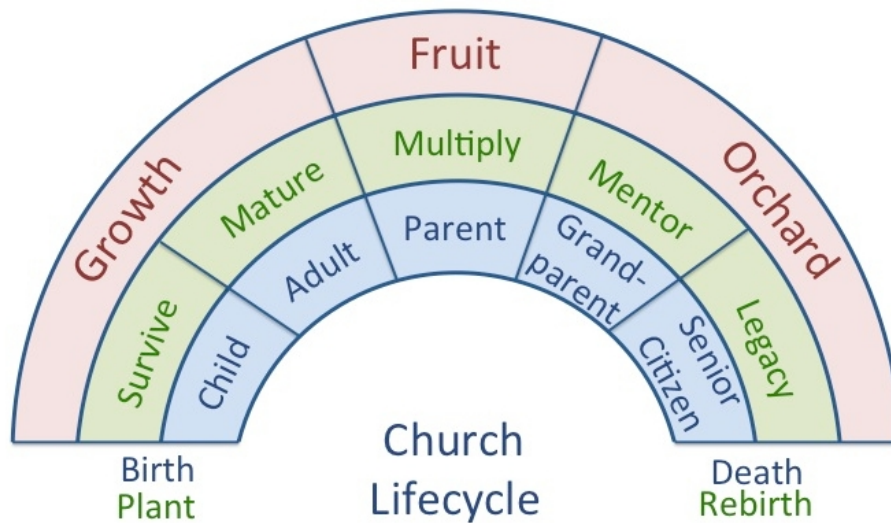 Growth
Fruit
Orchard
Survive
Mature
Multiply
Mentor
Legacy
Child
Adult
Parent
Grand-
parent
Senior
Citizen
Church
Lifecycle
Birth
Plant
Death
Rebirth